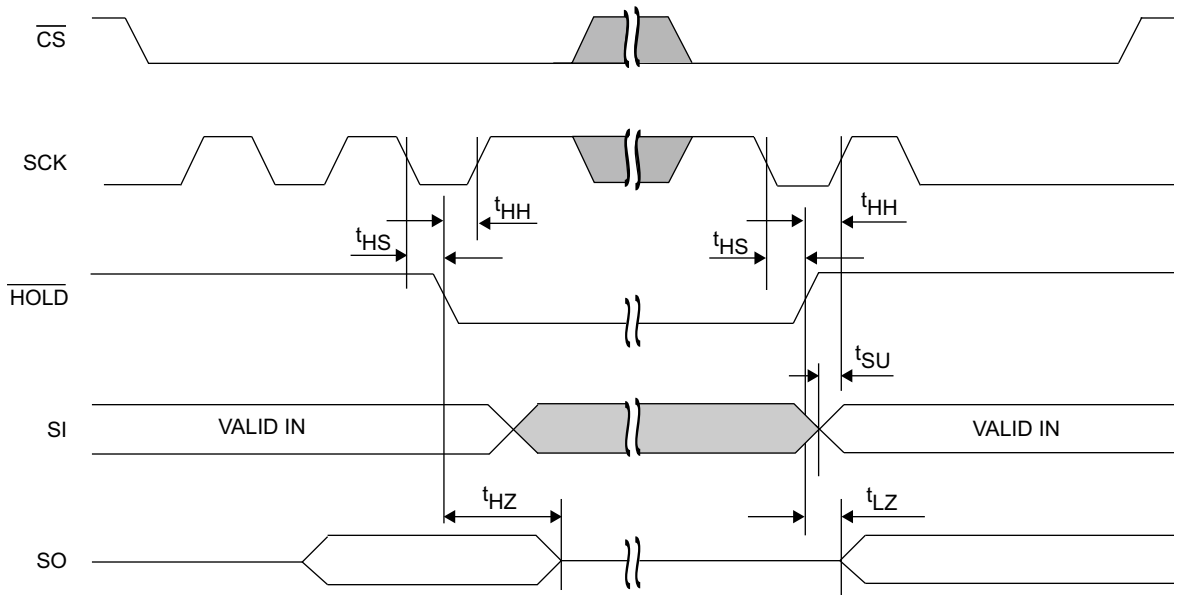 CS
SCK
tHH
tHH
tHS
tHS
HOLD
tSU
SI
VALID IN
VALID IN
tHZ
tLZ
SO